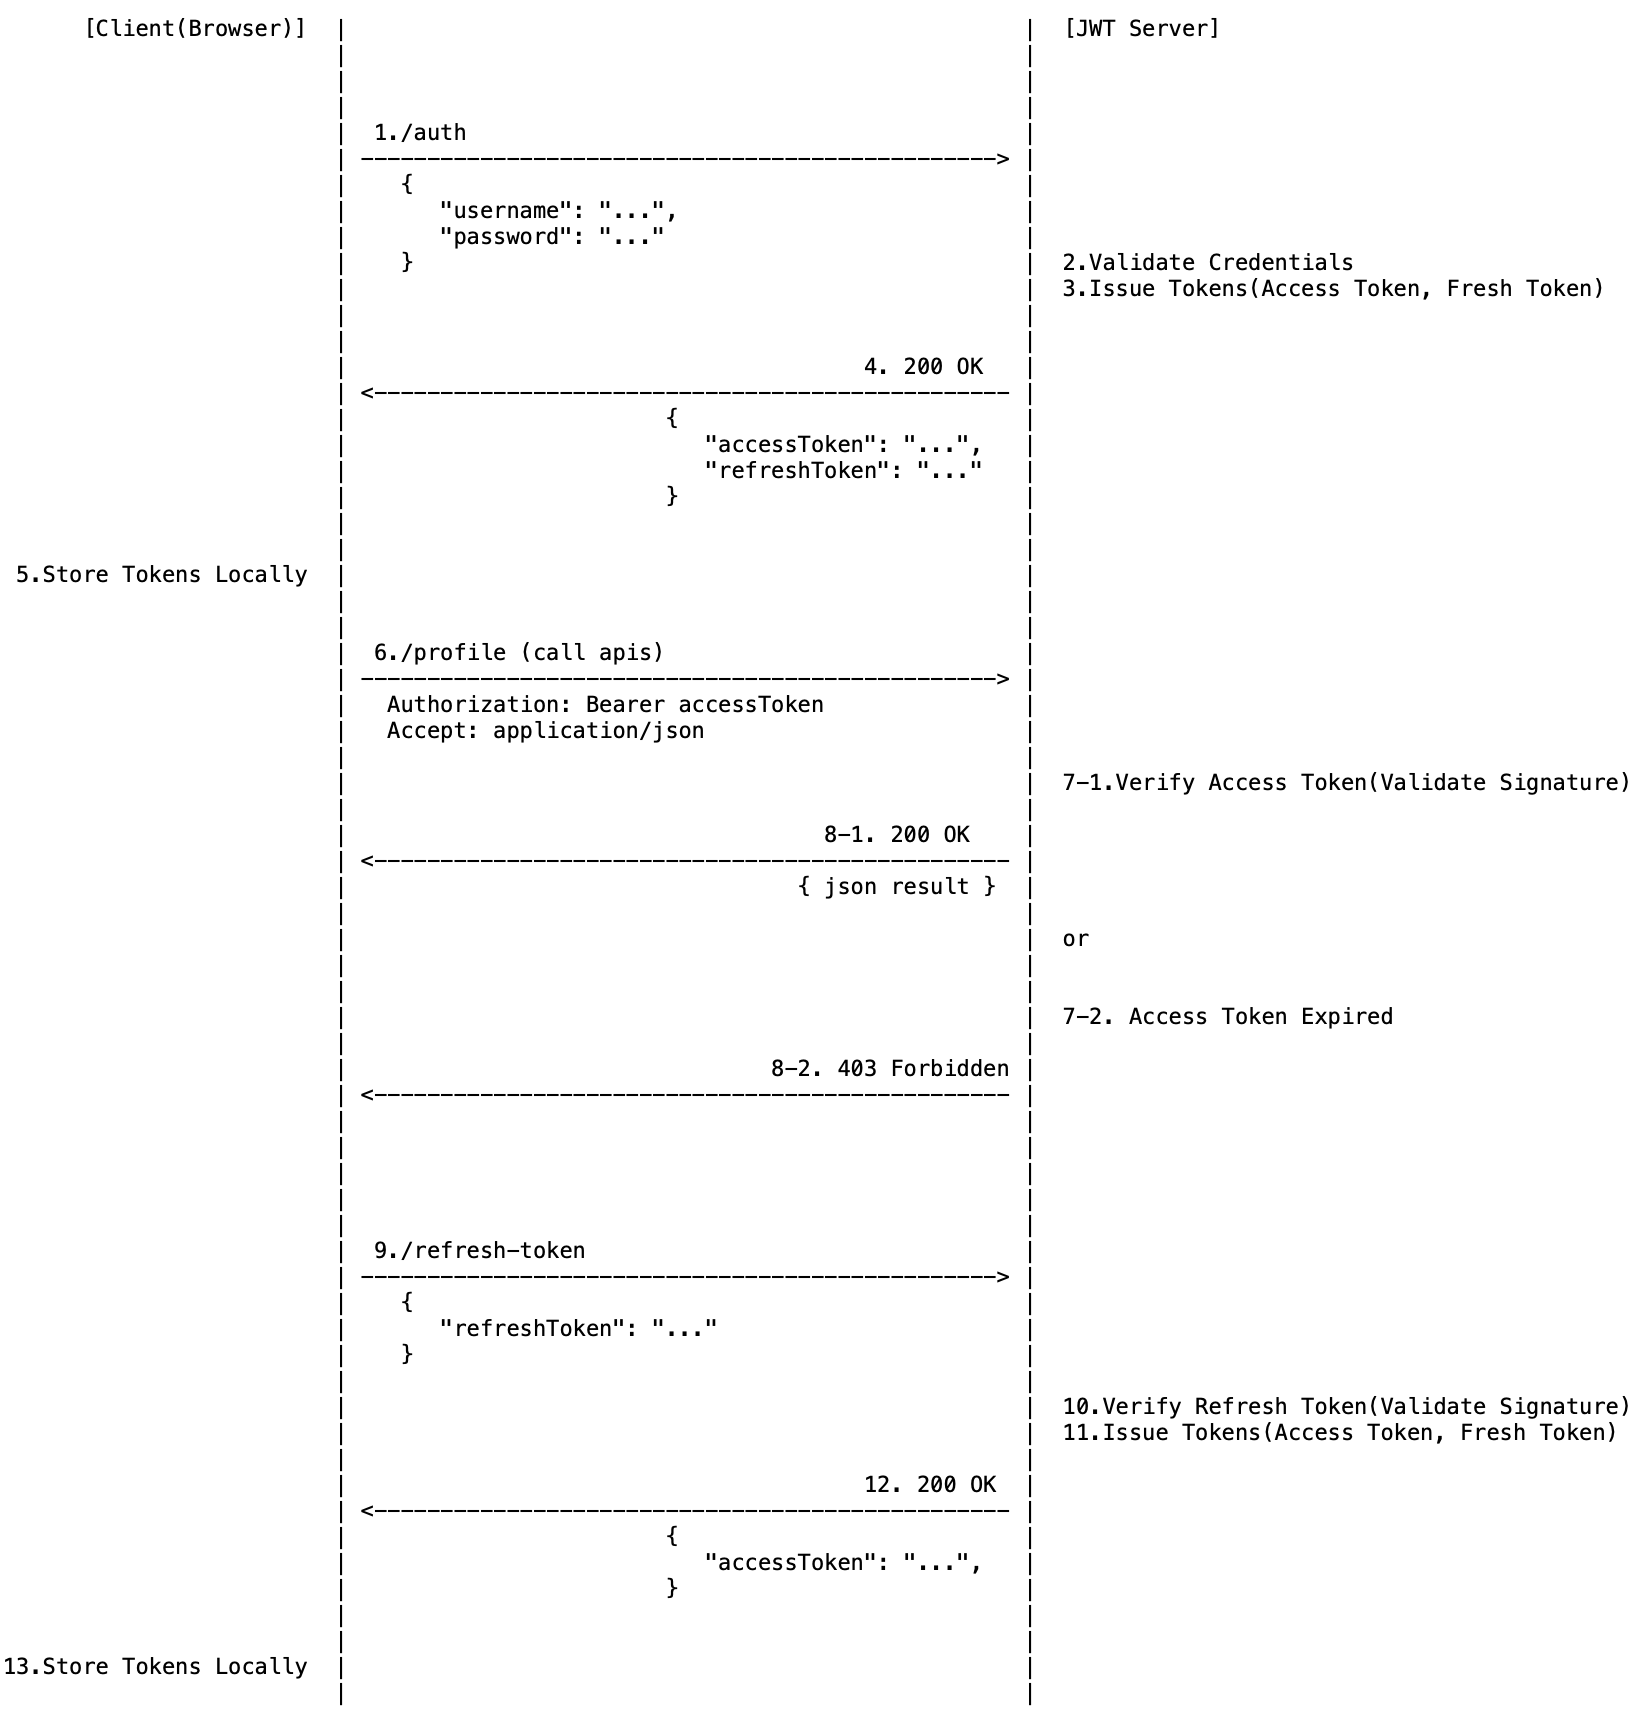 [Client(Browser)] [JWT Server]
1./auth
{
"username": "...",
"password": "..."
} 2.Validate Credentials
3.Issue Tokens(Access Token, Fresh Token)
4. 200 OK
{
"accessToken": "...",
"refreshToken": "..."
}
5.Store Tokens Locally
6./profile (call apis)
Authorization: Bearer accessToken
Accept: application/json
7-1.Verify Access Token(Validate Signature)
8-1. 200 OK
{ json result }
or
7-2. Access Token Expired
8-2. 403 Forbidden
9./refresh-token
{
"refreshToken": "..."
}
10.Verify Refresh Token(Validate Signature)
11.Issue Tokens(Access Token, Fresh Token)
12. 200 OK
{
"accessToken": "...",
}
13.Store Tokens Locally